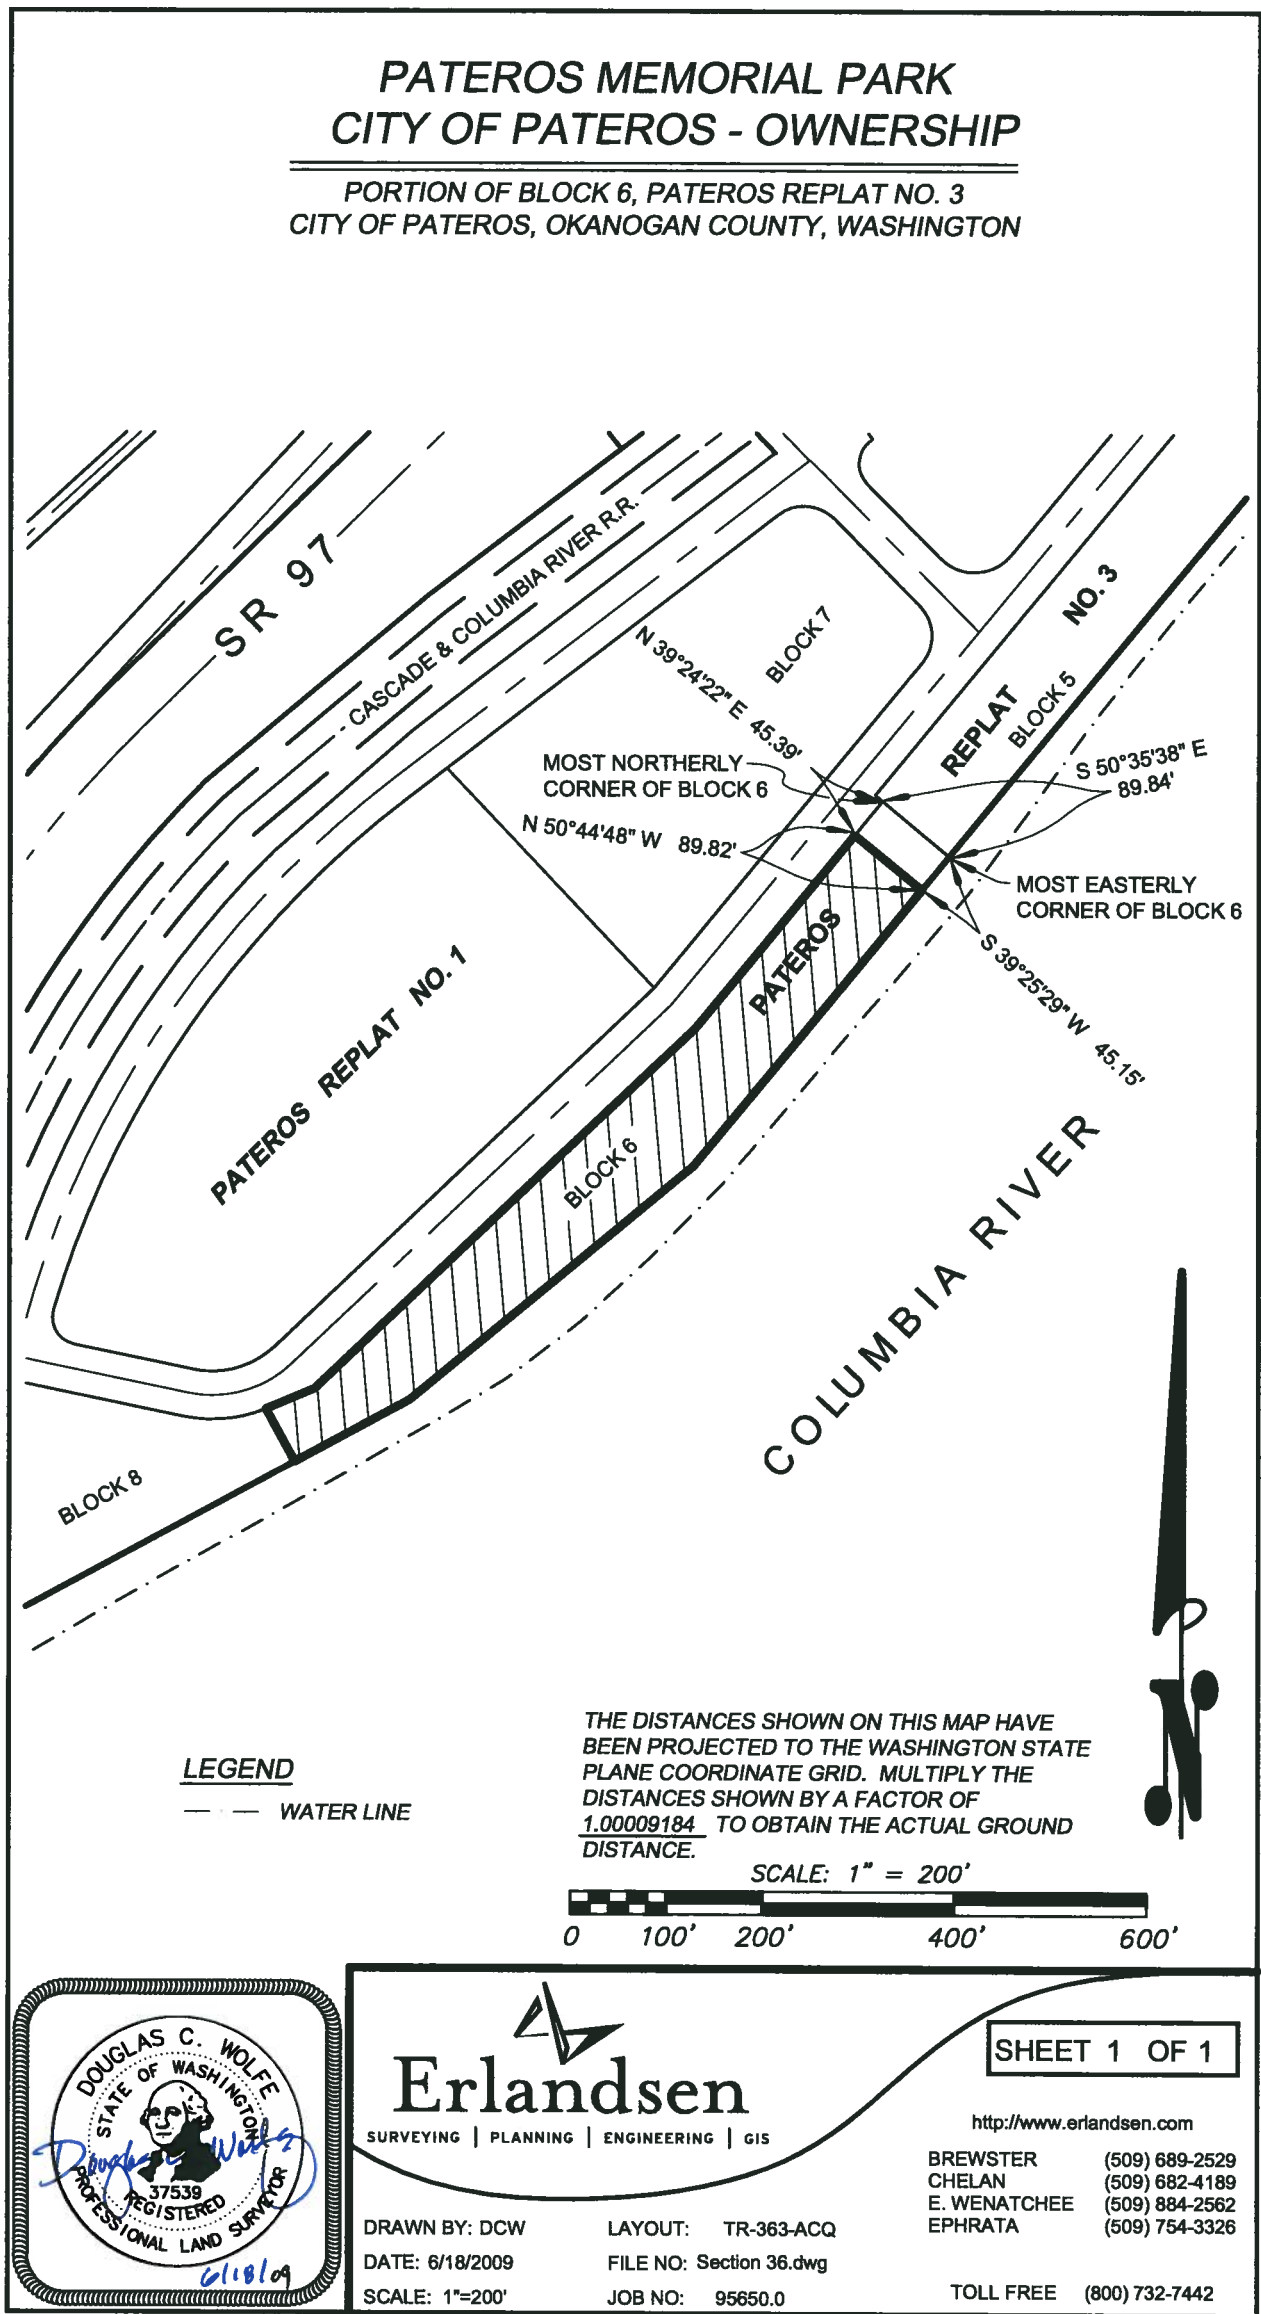 PATEROS MEMORIAL PARK
CITY OF PATEROS - OWNERSHIP
PORTION OF BLOCK 6, PATEROS REPLAT NO. 3
CITY OF PATEROS, OKANOGAN COUNTY, WASHINGTON
SR 97
CASCADE & COLUMBIA RIVER R.R.
BLOCK 7
NO. 3
REPLAT
BLOCK 5
N 39°24'22" E 45.39'
MOST NORTHERLY
CORNER OF BLOCK 6
S 50°35'38" E
89.84'
N 50°44'48" W 89.82'
MOST EASTERLY
CORNER OF BLOCK 6
PATEROS
S 39°25'29" W 45.15'
PATEROS REPLAT NO. 1
BLOCK 6
COLUMBIA RIVER
BLOCK 8
N
LEGEND
WATER LINE
THE DISTANCES SHOWN ON THIS MAP HAVE
BEEN PROJECTED TO THE WASHINGTON STATE
PLANE COORDINATE GRID. MULTIPLY THE
DISTANCES SHOWN BY A FACTOR OF
1.00009184 TO OBTAIN THE ACTUAL GROUND
DISTANCE.
SCALE: 1" = 200'
0 100' 200' 400' 600'
DOUGLAS C. WOLFE
STATE OF WASHINGTON
37539
REGISTERED
PROFESSIONAL LAND SURVEYOR
6/18/09
Erlandsen
SURVEYING | PLANNING | ENGINEERING | GIS
SHEET 1 OF 1
http://www.erlandsen.com
BREWSTER (509) 689-2529
CHELAN (509) 682-4189
E. WENATCHEE (509) 884-2562
EPHRATA (509) 754-3326
TOLL FREE (800) 732-7442
DRAWN BY: DCW LAYOUT: TR-363-ACQ
DATE: 6/18/2009 FILE NO: Section 36.dwg
SCALE: 1"=200' JOB NO: 95650.0